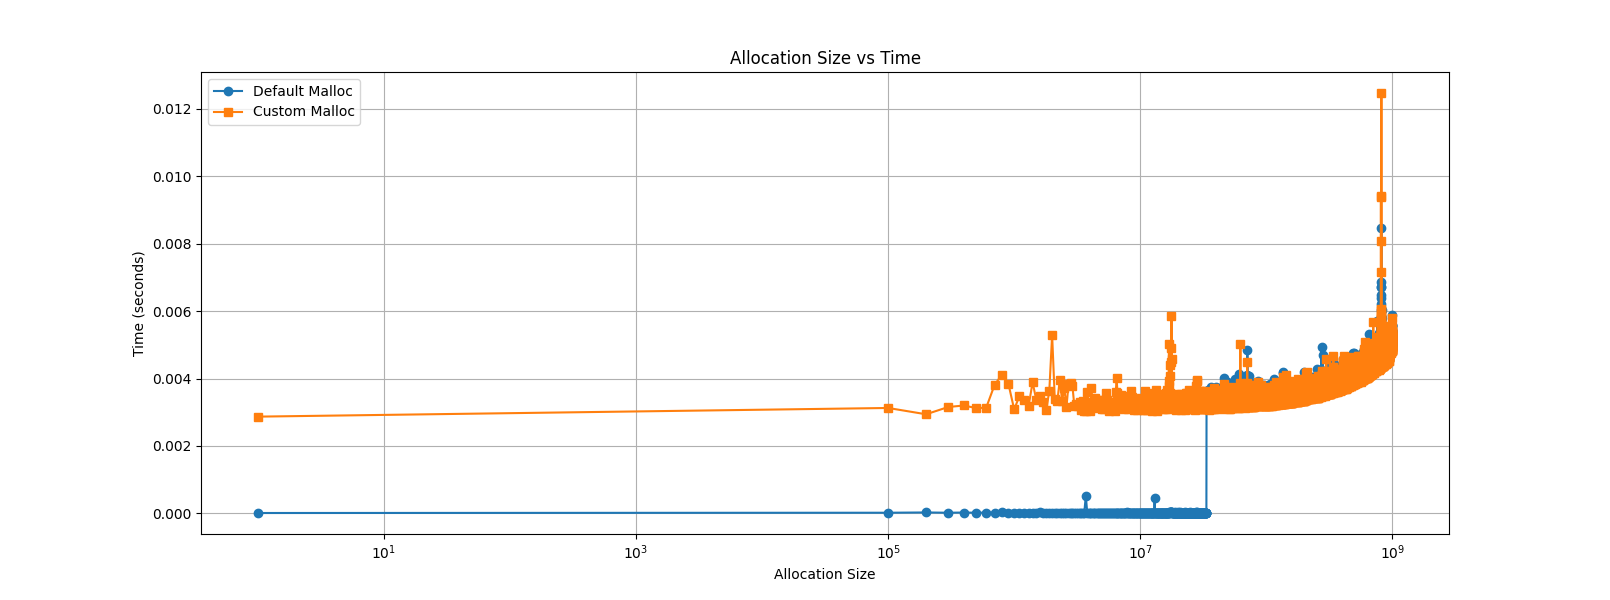 Allocation Size vs Time
Default Malloc
Custom Malloc
Time (seconds)
0.012
0.010
0.008
0.006
0.004
0.002
0.000
10¹
10³
10⁵
10⁷
10⁹
Allocation Size